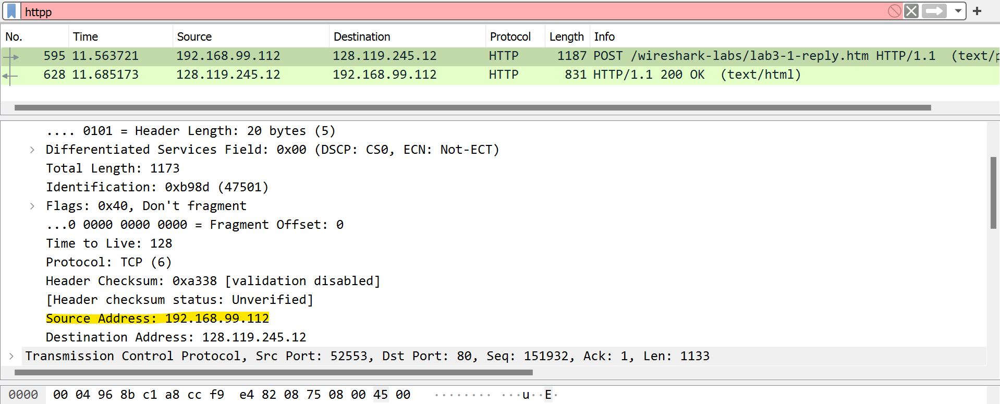 httpp
No. Time Source Destination Protocol Length Info
595 11.563721 192.168.99.112 128.119.245.12 HTTP 1187 POST /wireshark-labs/lab3-1-reply.htm HTTP/1.1 (text/p
628 11.685173 128.119.245.12 192.168.99.112 HTTP 831 HTTP/1.1 200 OK (text/html)
.... 0101 = Header Length: 20 bytes (5)
Differentiated Services Field: 0x00 (DSCP: CS0, ECN: Not-ECT)
Total Length: 1173
Identification: 0xb98d (47501)
Flags: 0x40, Don't fragment
...0 0000 0000 0000 = Fragment Offset: 0
Time to Live: 128
Protocol: TCP (6)
Header Checksum: 0xa338 [validation disabled]
[Header checksum status: Unverified]
Source Address: 192.168.99.112
Destination Address: 128.119.245.12
Transmission Control Protocol, Src Port: 52553, Dst Port: 80, Seq: 151932, Ack: 1, Len: 1133
0000 00 04 96 8b c1 a8 cc f9 e4 82 08 75 08 00 45 00 ········ ···u··E·